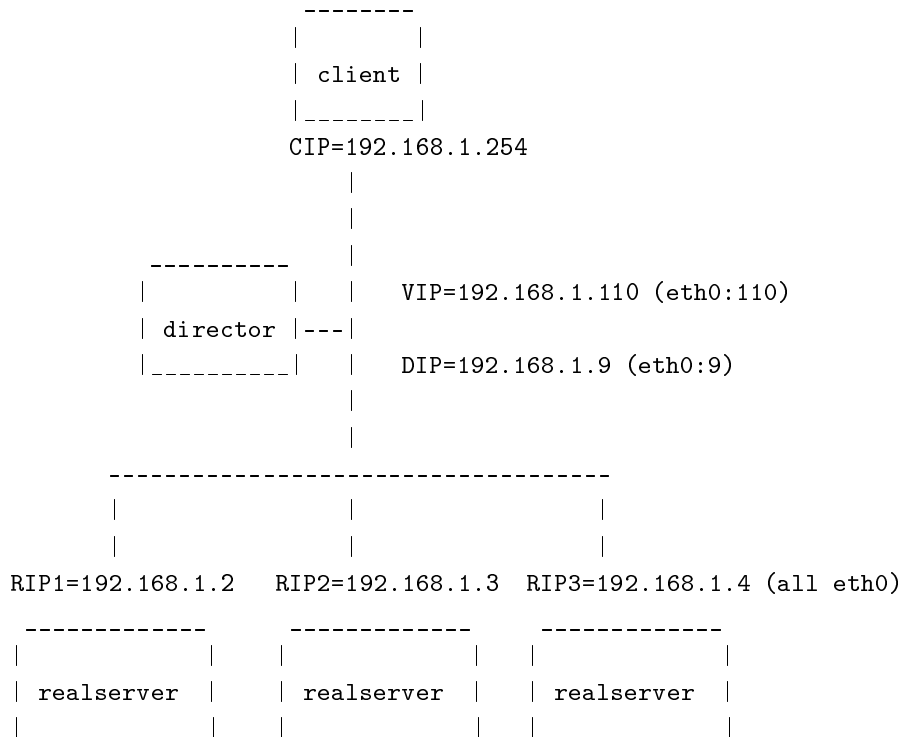 client
CIP=192.168.1.254
VIP=192.168.1.110 (eth0:110)
director
DIP=192.168.1.9 (eth0:9)
RIP1=192.168.1.2 RIP2=192.168.1.3 RIP3=192.168.1.4 (all eth0)
realserver realserver realserver